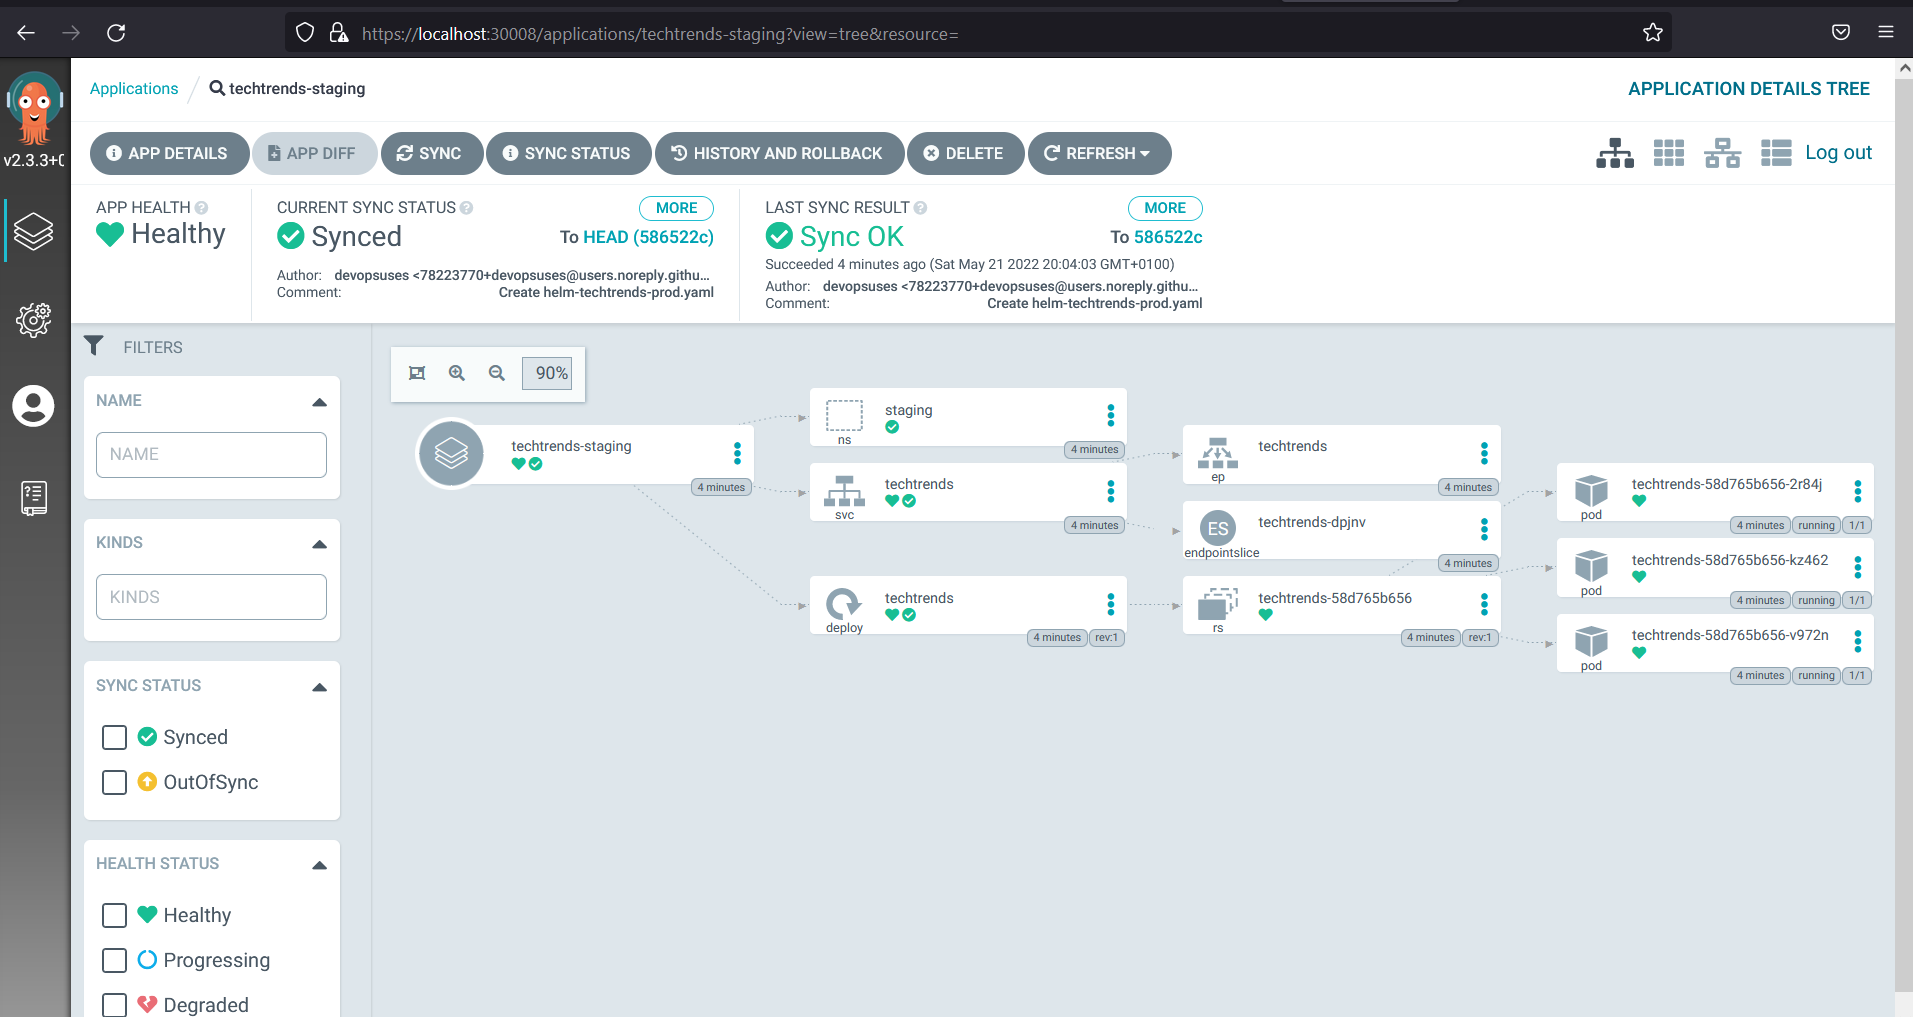 https://localhost:30008/applications/techtrends-staging?view=tree&resource=
v2.3.3+0
Applications / techtrends-staging
APPLICATION DETAILS TREE
APP DETAILS
APP DIFF
SYNC
SYNC STATUS
HISTORY AND ROLLBACK
DELETE
REFRESH
Log out
APP HEALTH
Healthy
CURRENT SYNC STATUS
MORE
Synced
To HEAD (586522c)
Author: devopsuses <78223770+devopsuses@users.noreply.githu...
Comment: Create helm-techtrends-prod.yaml
LAST SYNC RESULT
MORE
Sync OK
To 586522c
Succeeded 4 minutes ago (Sat May 21 2022 20:04:03 GMT+0100)
Author: devopsuses <78223770+devopsuses@users.noreply.githu...
Comment: Create helm-techtrends-prod.yaml
FILTERS
NAME
NAME
KINDS
KINDS
SYNC STATUS
Synced
OutOfSync
HEALTH STATUS
Healthy
Progressing
Degraded
90%
techtrends-staging
4 minutes
staging
ns
4 minutes
techtrends
svc
4 minutes
techtrends
deploy
4 minutes
rev:1
techtrends
ep
4 minutes
ES
techtrends-dpjnv
endpointslice
4 minutes
techtrends-58d765b656
rs
4 minutes
rev:1
techtrends-58d765b656-2r84j
pod
4 minutes
running
1/1
techtrends-58d765b656-kz462
pod
4 minutes
running
1/1
techtrends-58d765b656-v972n
pod
4 minutes
running
1/1